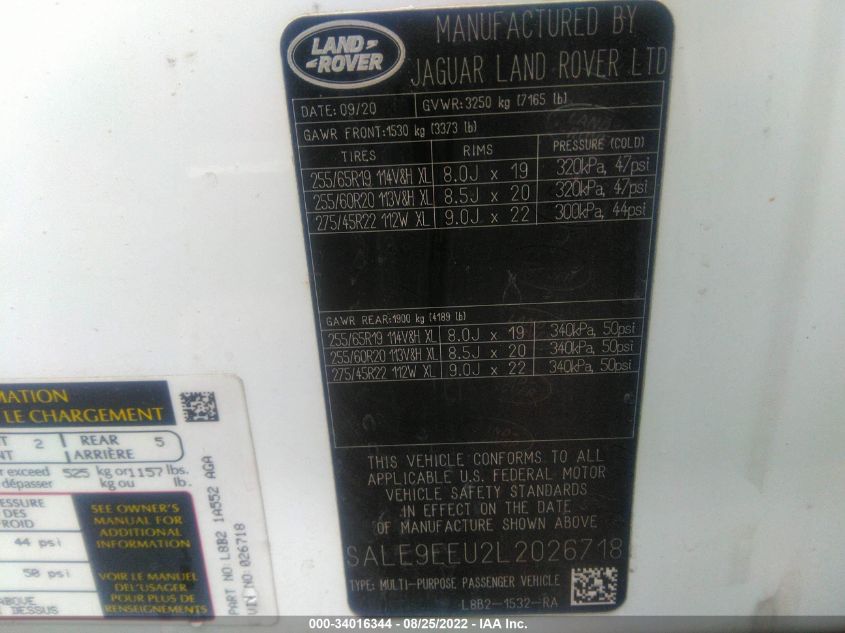 LAND
ROVER
MANUFACTURED BY
JAGUAR LAND ROVER LTD
DATE: 09/20 GVWR: 3250 kg (7165 lb)
GAWR FRONT: 1530 kg (3373 lb)
TIRES RIMS PRESSURE (COLD)
255/65R19 114V&H XL 8.0J x 19 320kPa, 47psi
255/60R20 113V&H XL 8.5J x 20 320kPa, 47psi
275/45R22 112W XL 9.0J x 22 300kPa, 44psi
GAWR REAR: 1900 kg (4189 lb)
255/65R19 114V&H XL 8.0J x 19 340kPa, 50psi
255/60R20 113V&H XL 8.5J x 20 340kPa, 50psi
275/45R22 112W XL 9.0J x 22 340kPa, 50psi
THIS VEHICLE CONFORMS TO ALL
APPLICABLE U.S. FEDERAL MOTOR
VEHICLE SAFETY STANDARDS
IN EFFECT ON THE DATE
OF MANUFACTURE SHOWN ABOVE
SALE9EEU2L2026718
TYPE: MULTI-PURPOSE PASSENGER VEHICLE
L8B2-1532-RA
MATION
LE CHARGEMENT
2 REAR 5
ARRIÈRE
exceed 525 kg or 1157 lbs.
dépasser kg ou lb.
ESSURE
DES
ROID
44 psi
50 psi
ABOVE
DESSUS
SEE OWNER'S
MANUAL FOR
ADDITIONAL
INFORMATION
VOIR LE MANUEL
DE L'USAGER
POUR PLUS DE
RENSEIGNEMENTS
PART NO: L8B2 1A552 AGA
VIN NO: 026718
000-34016344 - 08/25/2022 - IAA Inc.